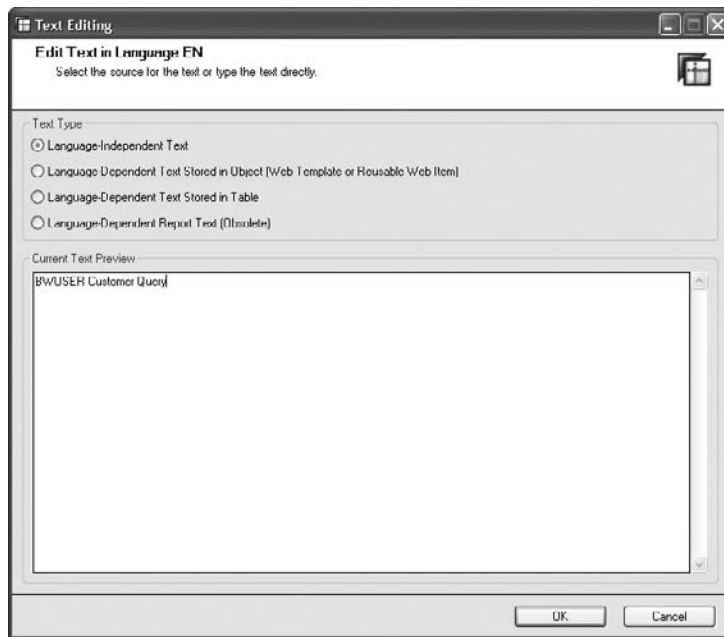 Text Editing
Edit Text in Language EN
Select the source for the text or type the text directly.
Text Type
Language-Independent Text
Language-Dependent Text Stored in Object (Web Template or Reusable Web Item)
Language-Dependent Text Stored in Table
Language-Dependent Report Text (Obsolete)
Current Text Preview
BWUSER Customer Query
OK
Cancel